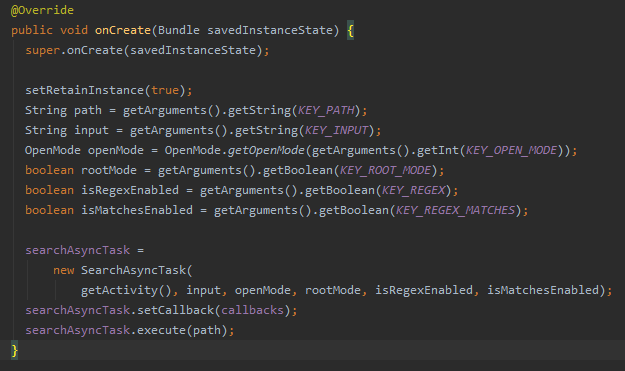 @Override
public void onCreate(Bundle savedInstanceState) {
super.onCreate(savedInstanceState);
setRetainInstance(true);
String path = getArguments().getString(KEY_PATH);
String input = getArguments().getString(KEY_INPUT);
OpenMode openMode = OpenMode.getOpenMode(getArguments().getInt(KEY_OPEN_MODE));
boolean rootMode = getArguments().getBoolean(KEY_ROOT_MODE);
boolean isRegexEnabled = getArguments().getBoolean(KEY_REGEX);
boolean isMatchesEnabled = getArguments().getBoolean(KEY_REGEX_MATCHES);
searchAsyncTask =
new SearchAsyncTask(
getActivity(), input, openMode, rootMode, isRegexEnabled, isMatchesEnabled);
searchAsyncTask.setCallback(callbacks);
searchAsyncTask.execute(path);
}